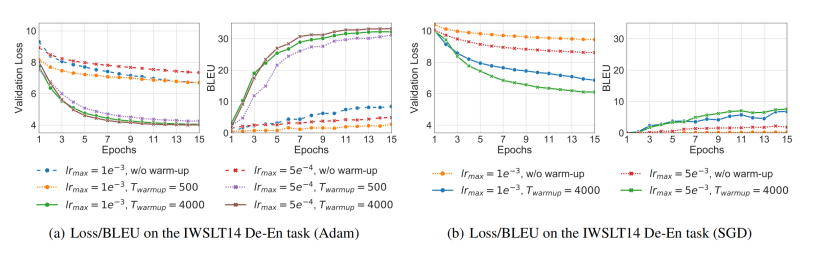 10
8
6
4
Validation Loss
1 3 5 7 9 11 13 15
Epochs
30
20
10
0
BLEU
1 3 5 7 9 11 13 15
Epochs
10
8
6
4
Validation Loss
1 3 5 7 9 11 13 15
Epochs
30
20
10
0
BLEU
1 3 5 7 9 11 13 15
Epochs
lr_max = 1e⁻³, w/o warm-up
lr_max = 5e⁻⁴, w/o warm-up
lr_max = 1e⁻³, T_warmup = 500
lr_max = 5e⁻⁴, T_warmup = 500
lr_max = 1e⁻³, T_warmup = 4000
lr_max = 5e⁻⁴, T_warmup = 4000
lr_max = 1e⁻³, w/o warm-up
lr_max = 5e⁻³, w/o warm-up
lr_max = 1e⁻³, T_warmup = 4000
lr_max = 5e⁻³, T_warmup = 4000
(a) Loss/BLEU on the IWSLT14 De-En task (Adam)
(b) Loss/BLEU on the IWSLT14 De-En task (SGD)